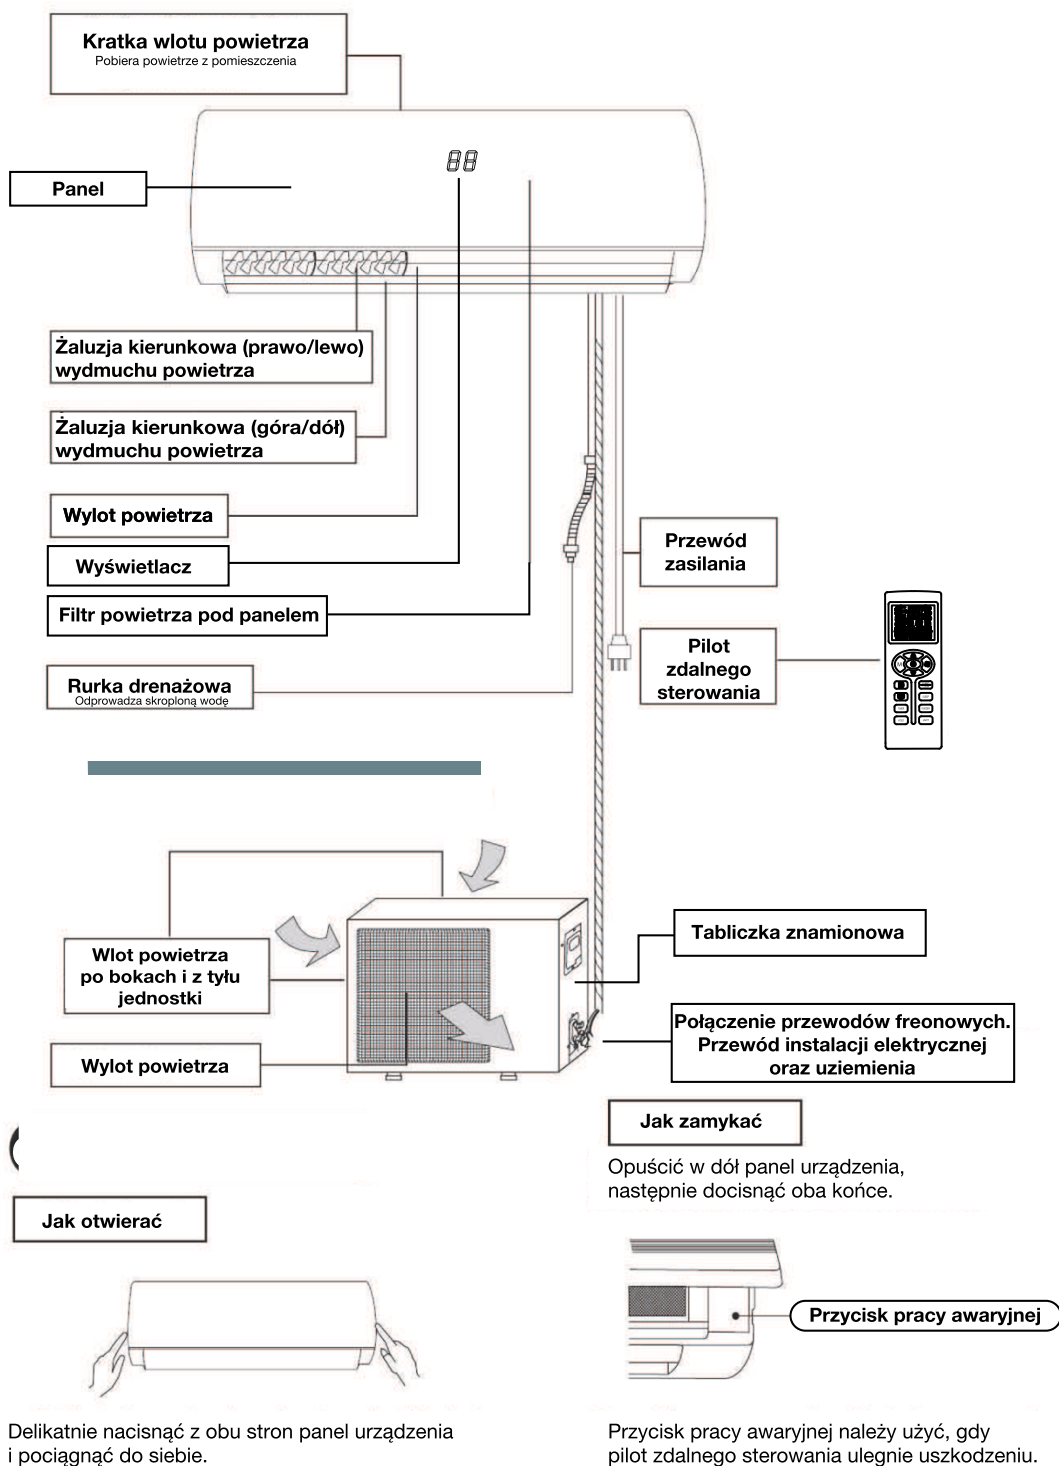 Kratka wlotu powietrza
Pobiera powietrze z pomieszczenia
88
Panel
Żaluzja kierunkowa (prawo/lewo)
wydmuchu powietrza
Żaluzja kierunkowa (góra/dół)
wydmuchu powietrza
Wylot powietrza
Wyświetlacz
Filtr powietrza pod panelem
Rurka drenażowa
Odprowadza skroploną wodę
Przewód
zasilania
Pilot
zdalnego
sterowania
Wlot powietrza
po bokach i z tyłu
jednostki
Wylot powietrza
Tabliczka znamionowa
Połączenie przewodów freonowych.
Przewód instalacji elektrycznej
oraz uziemienia
Jak otwierać
Delikatnie nacisnąć z obu stron panel urządzenia
i pociągnąć do siebie.
Jak zamykać
Opuścić w dół panel urządzenia,
następnie docisnąć oba końce.
Przycisk pracy awaryjnej
Przycisk pracy awaryjnej należy użyć, gdy
pilot zdalnego sterowania ulegnie uszkodzeniu.